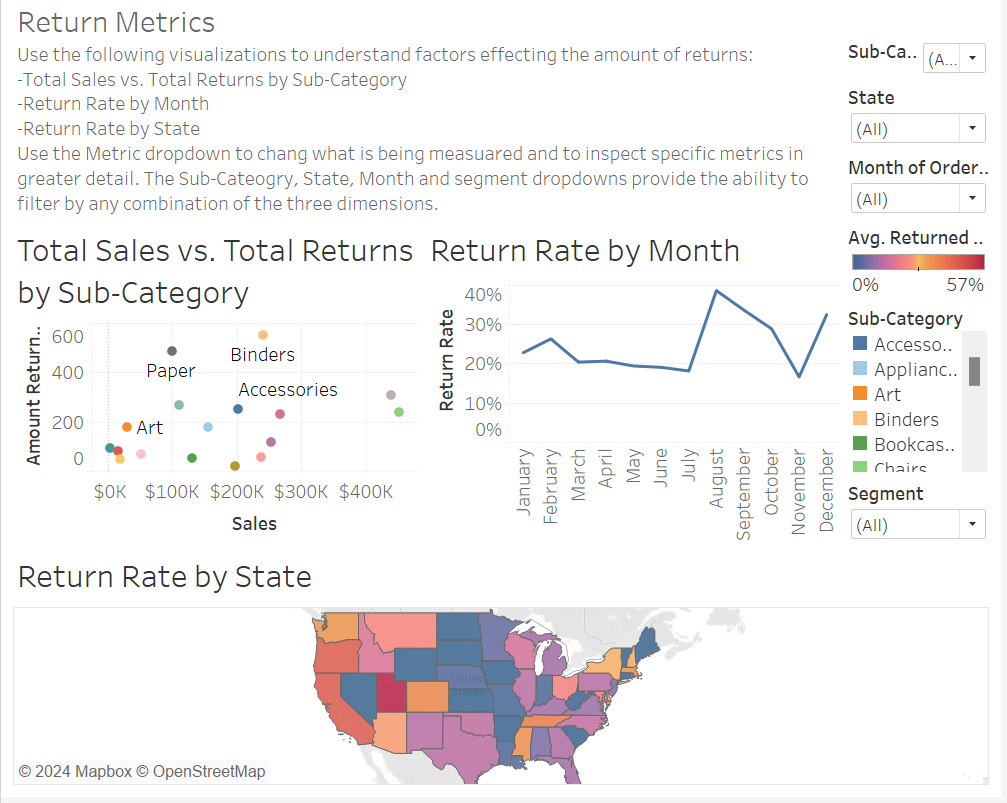 Return Metrics
Use the following visualizations to understand factors effecting the amount of returns:
-Total Sales vs. Total Returns by Sub-Category
-Return Rate by Month
-Return Rate by State
Use the Metric dropdown to chang what is being measuared and to inspect specific metrics in
greater detail. The Sub-Cateogry, State, Month and segment dropdowns provide the ability to
filter by any combination of the three dimensions.
Sub-Ca..
(A...
State
(All)
Month of Order..
(All)
Avg. Returned ..
0% 57%
Sub-Category
Accesso..
Applianc..
Art
Binders
Bookcas..
Chairs
Segment
(All)
Total Sales vs. Total Returns
by Sub-Category
Amount Return..
600
400
200
0
Binders
Paper
Accessories
Art
$0K $100K $200K $300K $400K
Sales
Return Rate by Month
Return Rate
40%
30%
20%
10%
0%
January
February
March
April
May
June
July
August
September
October
November
December
Return Rate by State
United
States
© 2024 Mapbox © OpenStreetMap